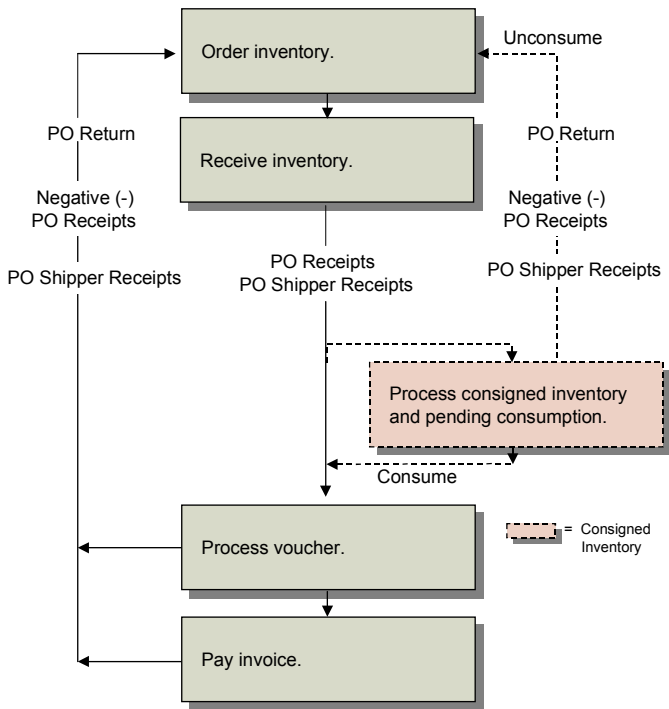 Order inventory.
Unconsume
PO Return
PO Return
Receive inventory.
Negative (-)
PO Receipts
Negative (-)
PO Receipts
PO Shipper Receipts
PO Receipts
PO Shipper Receipts
PO Shipper Receipts
Process consigned inventory
and pending consumption.
Consume
Process voucher.
= Consigned
Inventory
Pay invoice.